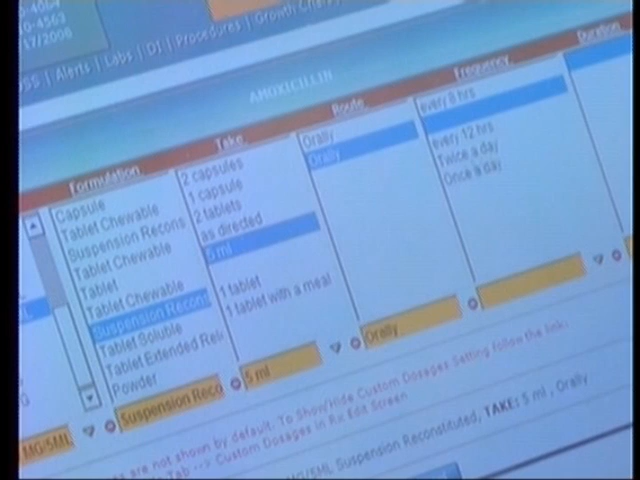 0-4563
17/2006
Alerts | Labs | DI | Procedures | Growth
AMOXICILLIN
Formulation
Take
Route
Frequency
Duration
Capsule
Tablet Chewable
Suspension Recons
Tablet Chewable
Tablet
Tablet Chewable
Suspension Recons
Tablet Soluble
Tablet Extended Rele
Powder
2 capsules
1 capsule
2 tablets
as directed
5 ml
1 tablet
1 tablet with a meal
Orally
Orally
every 8 hrs
every 12 hrs
Twice a day
Once a day
MG/5ML
Suspension Reco
5 ml
Orally
are not shown by default. To Show/Hide Custom Dosages Setting follow the link:
Tab --> Custom Dosages in Rx Edit Screen
MG/5ML, Suspension Reconstituted, TAKE: 5 ml , Orally